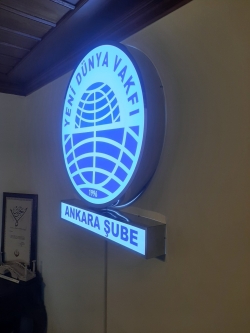 YENİ DÜNYA VAKFI
1996
ANKARA ŞUBE